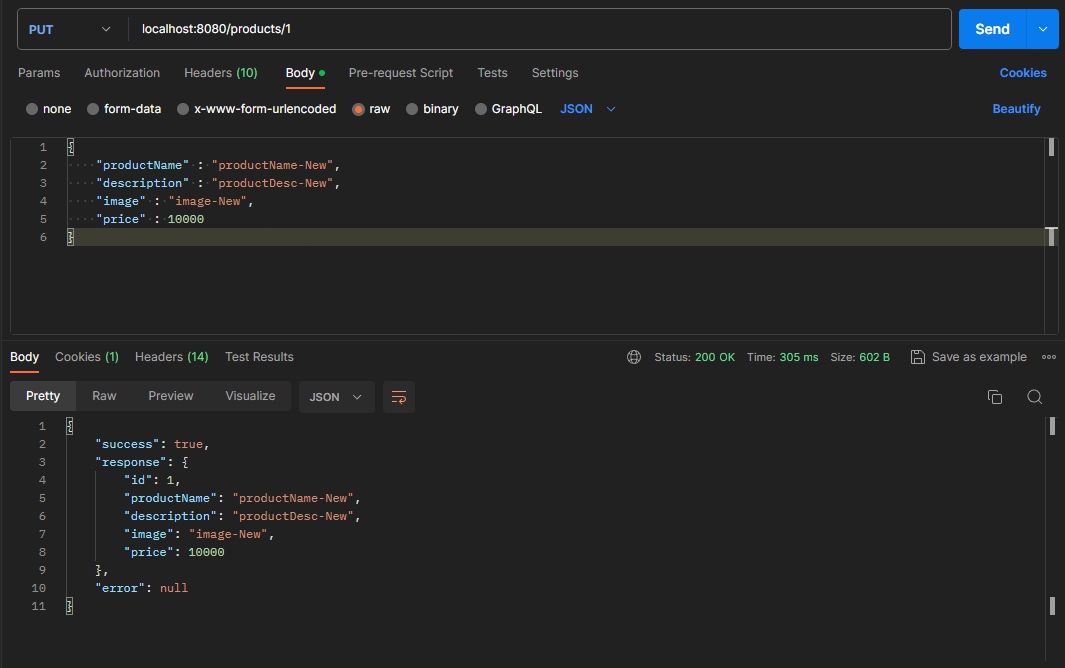 PUT localhost:8080/products/1 Send
Params Authorization Headers (10) Body Pre-request Script Tests Settings Cookies
none form-data x-www-form-urlencoded raw binary GraphQL JSON Beautify
1 {
2 "productName" : "productName-New",
3 "description" : "productDesc-New",
4 "image" : "image-New",
5 "price" : 10000
6 }
Body Cookies (1) Headers (14) Test Results Status: 200 OK Time: 305 ms Size: 602 B Save as example
Pretty Raw Preview Visualize JSON
1 {
2 "success": true,
3 "response": {
4 "id": 1,
5 "productName": "productName-New",
6 "description": "productDesc-New",
7 "image": "image-New",
8 "price": 10000
9 },
10 "error": null
11 }